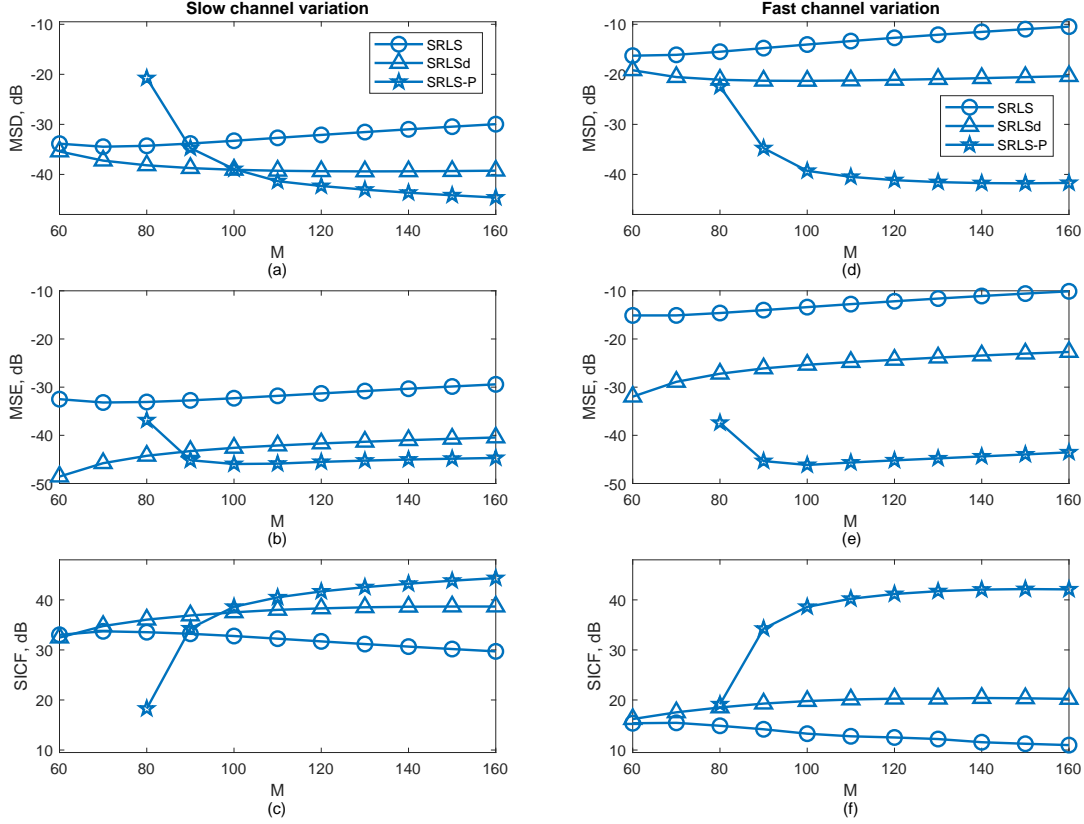 Slow channel variation
-10
-20
-30
-40
MSD, dB
SRLS
SRLSd
SRLS-P
60 80 100 120 140 160
M
(a)
-10
-20
-30
-40
-50
MSE, dB
60 80 100 120 140 160
M
(b)
40
30
20
10
SICF, dB
60 80 100 120 140 160
M
(c)
Fast channel variation
-10
-20
-30
-40
MSD, dB
SRLS
SRLSd
SRLS-P
60 80 100 120 140 160
M
(d)
-10
-20
-30
-40
-50
MSE, dB
60 80 100 120 140 160
M
(e)
40
30
20
10
SICF, dB
60 80 100 120 140 160
M
(f)